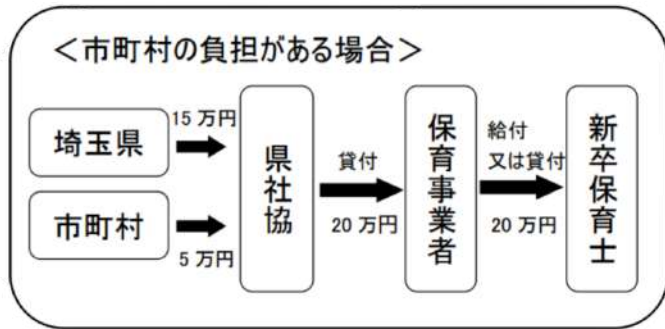 ＜市町村の負担がある場合＞
埼玉県
15万円
市町村
5万円
県社協
貸付
20万円
保育事業者
給付
又は貸付
20万円
新卒保育士